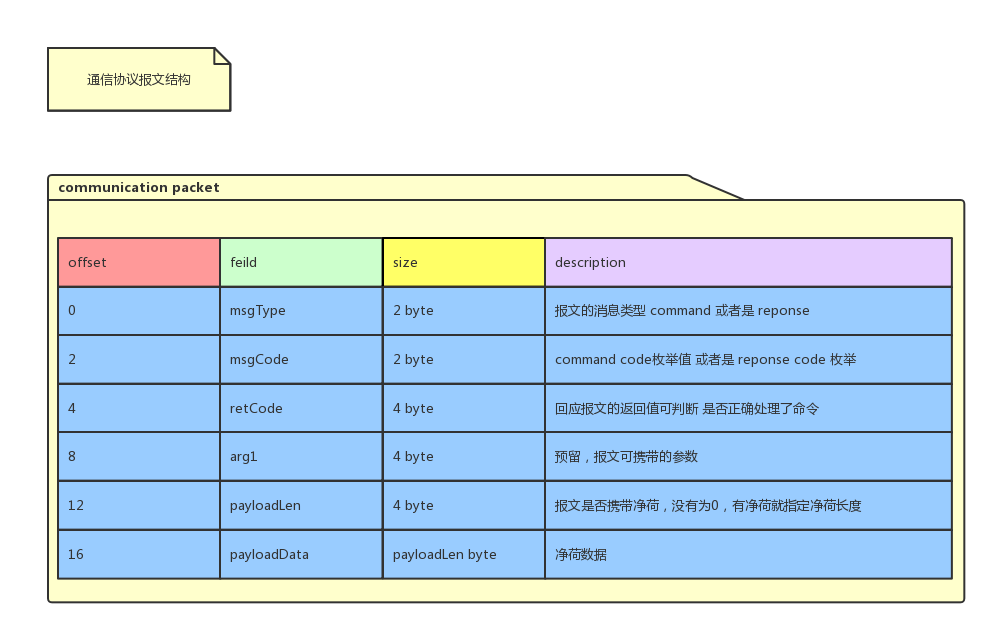 通信协议报文结构
communication packet
offset feild size description
0 msgType 2 byte 报文的消息类型 command 或者是 reponse
2 msgCode 2 byte command code枚举值 或者是 reponse code 枚举
4 retCode 4 byte 回应报文的返回值可判断 是否正确处理了命令
8 arg1 4 byte 预留，报文可携带的参数
12 payloadLen 4 byte 报文是否携带净荷，没有为0，有净荷就指定净荷长度
16 payloadData payloadLen byte 净荷数据